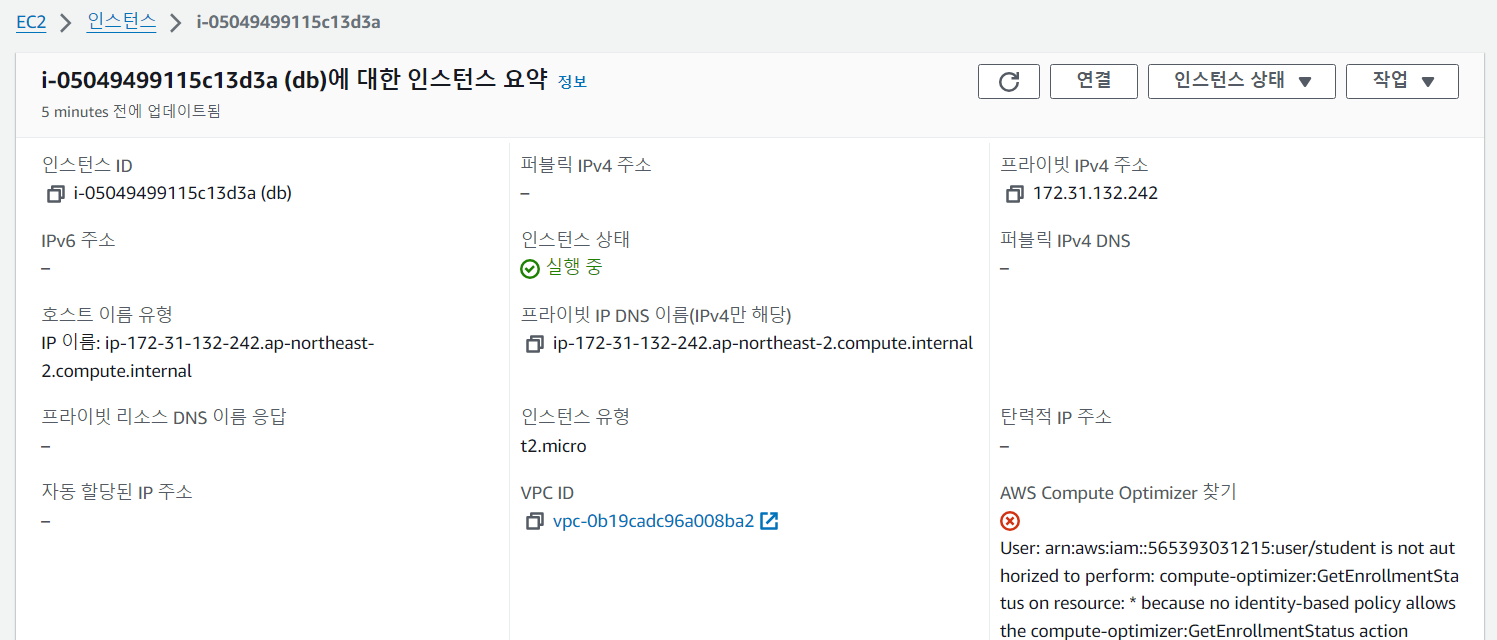 EC2 > 인스턴스 > i-05049499115c13d3a
i-05049499115c13d3a (db)에 대한 인스턴스 요약 정보
5 minutes 전에 업데이트됨
연결
인스턴스 상태 ▼
작업 ▼
인스턴스 ID
i-05049499115c13d3a (db)
퍼블릭 IPv4 주소
–
프라이빗 IPv4 주소
172.31.132.242
IPv6 주소
–
인스턴스 상태
실행 중
퍼블릭 IPv4 DNS
–
호스트 이름 유형
IP 이름: ip-172-31-132-242.ap-northeast-
2.compute.internal
프라이빗 IP DNS 이름(IPv4만 해당)
ip-172-31-132-242.ap-northeast-2.compute.internal
프라이빗 리소스 DNS 이름 응답
–
인스턴스 유형
t2.micro
탄력적 IP 주소
–
자동 할당된 IP 주소
–
VPC ID
vpc-0b19cadc96a008ba2
AWS Compute Optimizer 찾기
User: arn:aws:iam::565393031215:user/student is not aut
horized to perform: compute-optimizer:GetEnrollmentSta
tus on resource: * because no identity-based policy allows
the compute-optimizer:GetEnrollmentStatus action